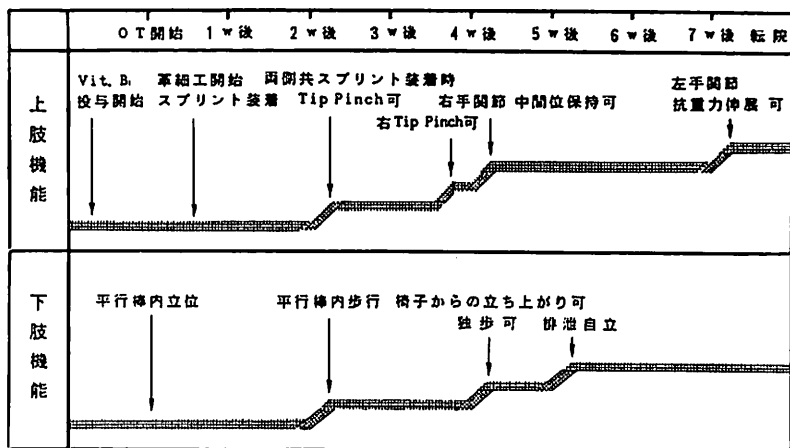 OT開始 1w後 2w後 3w後 4w後 5w後 6w後 7w後 転院
上肢機能
Vit. B₁ 革細工開始 両側共スプリント装着時
投与開始 スプリント装着 Tip Pinch可
右Tip Pinch可
右手関節 中間位保持可
左手関節
抗重力伸展 可
下肢機能
平行棒内立位 平行棒内歩行 椅子からの立ち上がり可
独歩可 排泄自立